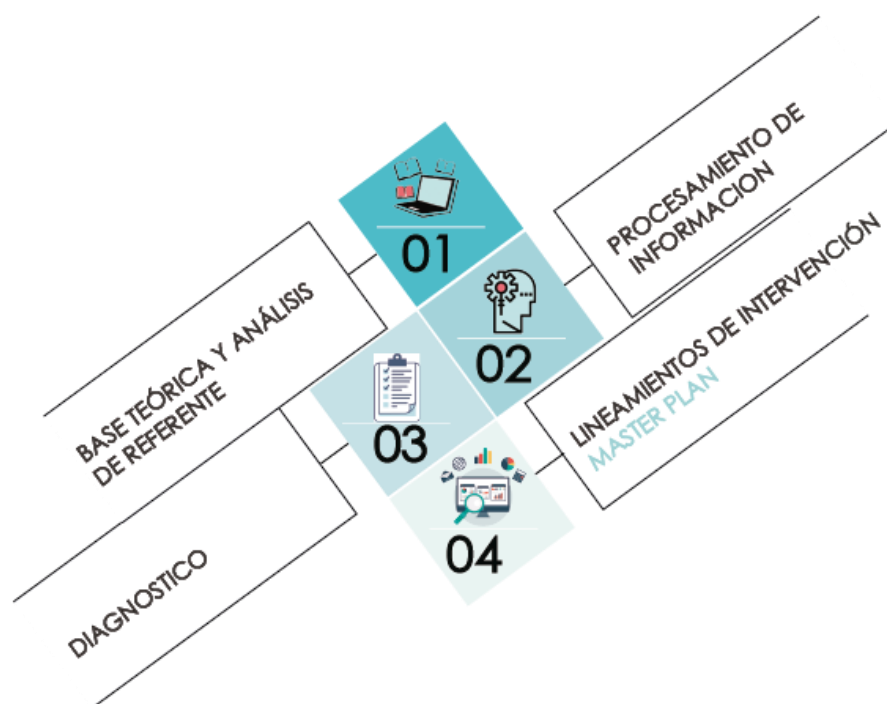 01
BASE TEÓRICA Y ANÁLISIS
DE REFERENTE
02
PROCESAMIENTO DE
INFORMACION
03
DIAGNOSTICO
04
LINEAMIENTOS DE INTERVENCIÓN
MASTER PLAN